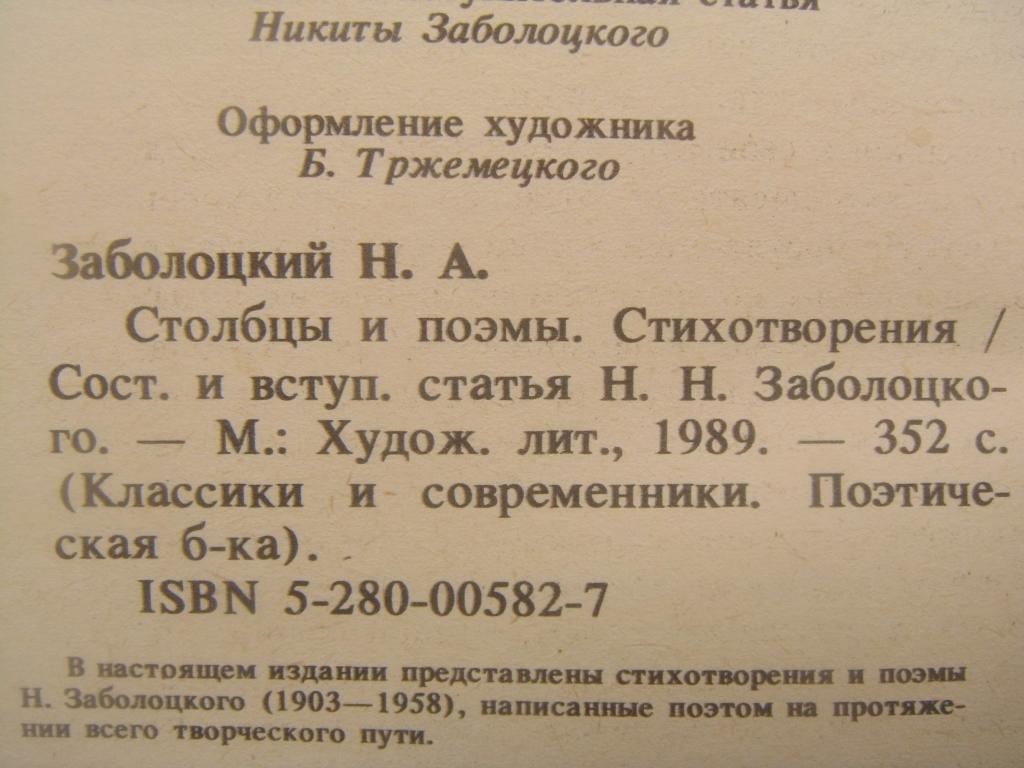 статья
Никиты Заболоцкого
Оформление художника
Б. Тржемецкого
Заболоцкий Н. А.
Столбцы и поэмы. Стихотворения /
Сост. и вступ. статья Н. Н. Заболоцко-
го. — М.: Худож. лит., 1989. — 352 с.
(Классики и современники. Поэтиче-
ская б-ка).
ISBN 5-280-00582-7
В настоящем издании представлены стихотворения и поэмы
Н. Заболоцкого (1903—1958), написанные поэтом на протяже-
нии всего творческого пути.